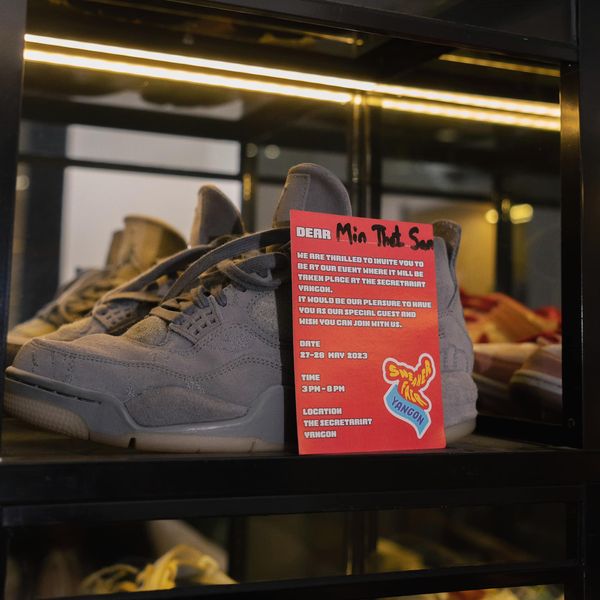 DEAR Min Thet San
WE ARE THRILLED TO INVITE YOU TO
BE AT OUR EVENT WHERE IT WILL BE
TAKEN PLACE AT THE SECRETARIAT
YANGON.
IT WOULD BE OUR PLEASURE TO HAVE
YOU AS OUR SPECIAL GUEST AND
WISH YOU CAN JOIN WITH US.
DATE
27-28 MAY 2023
TIME
3 PM - 8 PM
LOCATION
THE SECRETARIAT
YANGON
SNEAKER
FAIR
YANGON